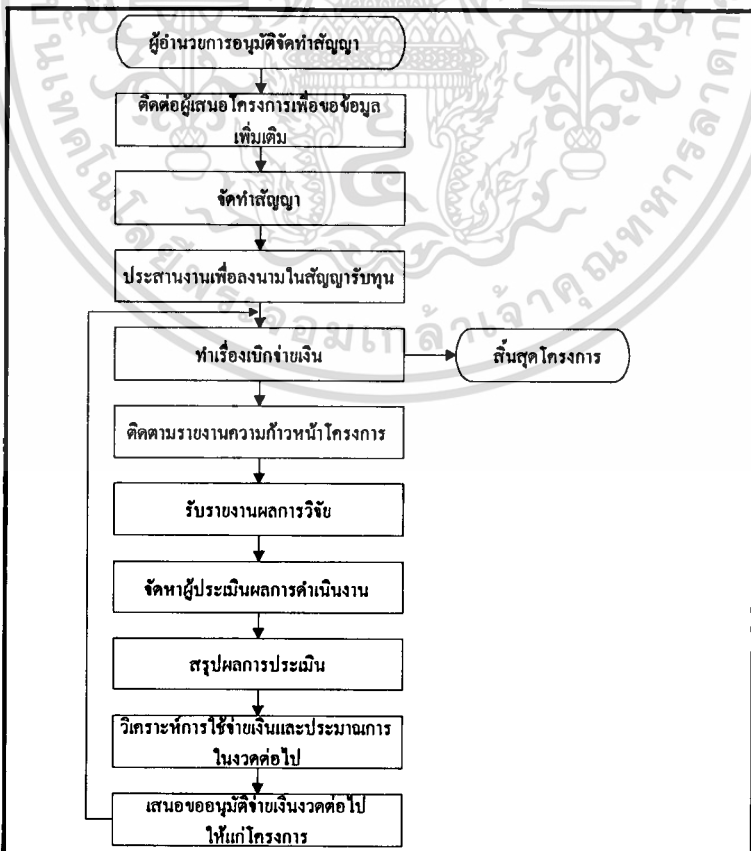 ผู้อำนวยการอนุมัติจัดทำสัญญา
ติดต่อผู้เสนอโครงการเพื่อขอข้อมูล
เพิ่มเติม
จัดทำสัญญา
ประสานงานเพื่อลงนามในสัญญารับทุน
ทำเรื่องเบิกจ่ายเงิน
สิ้นสุดโครงการ
ติดตามรายงานความก้าวหน้าโครงการ
รับรายงานผลการวิจัย
จัดหาผู้ประเมินผลการดำเนินงาน
สรุปผลการประเมิน
วิเคราะห์การใช้จ่ายเงินและประมาณการ
ในงวดต่อไป
เสนอขออนุมัติจ่ายเงินงวดต่อไป
ให้แก่โครงการ